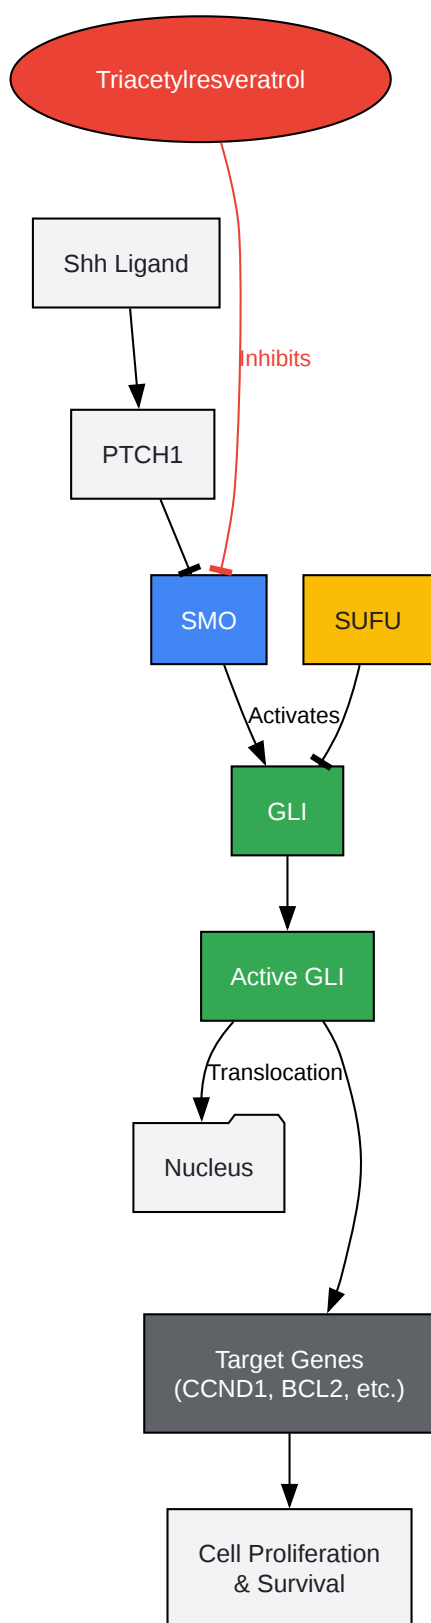 Triacetylresveratrol
Shh Ligand
Inhibits
PTCH1
SMO
SUFU
Activates
GLI
Active GLI
Translocation
Nucleus
Target Genes
(CCND1, BCL2, etc.)
Cell Proliferation
& Survival